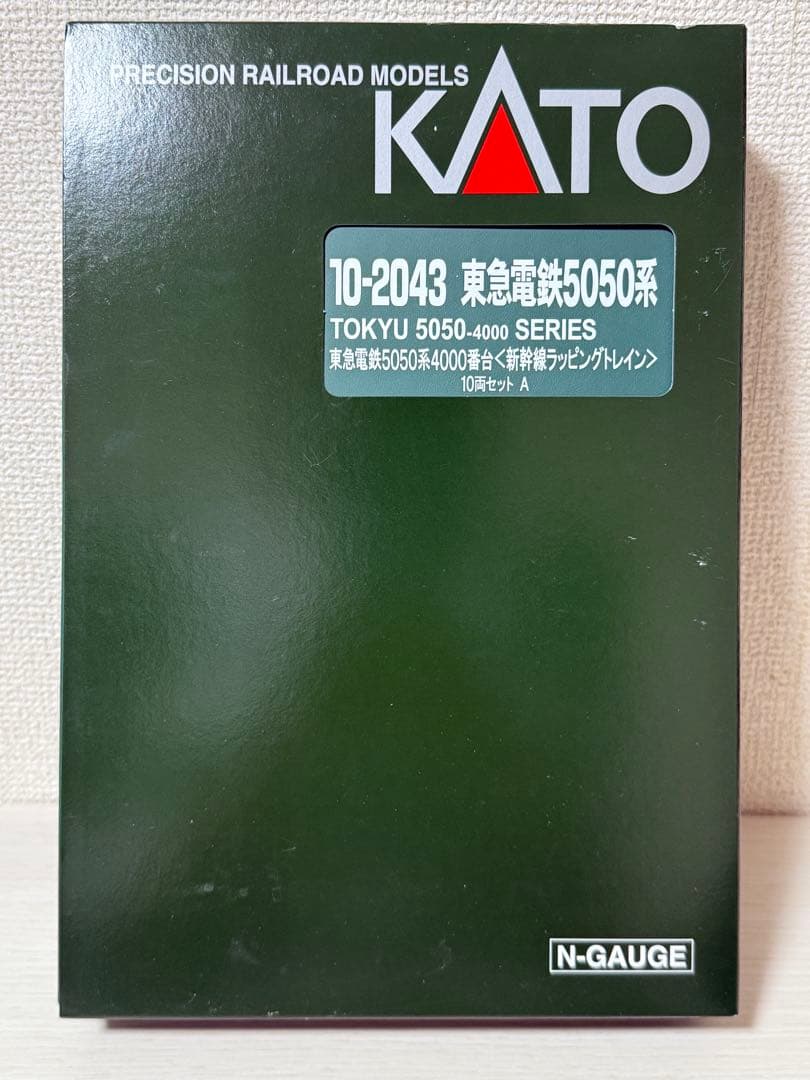 PRECISION RAILROAD MODELS
KATO
10-2043 東急電鉄5050系
TOKYU 5050-4000 SERIES
東急電鉄5050系4000番台<新幹線ラッピングトレイン>
10両セット A
N-GAUGE